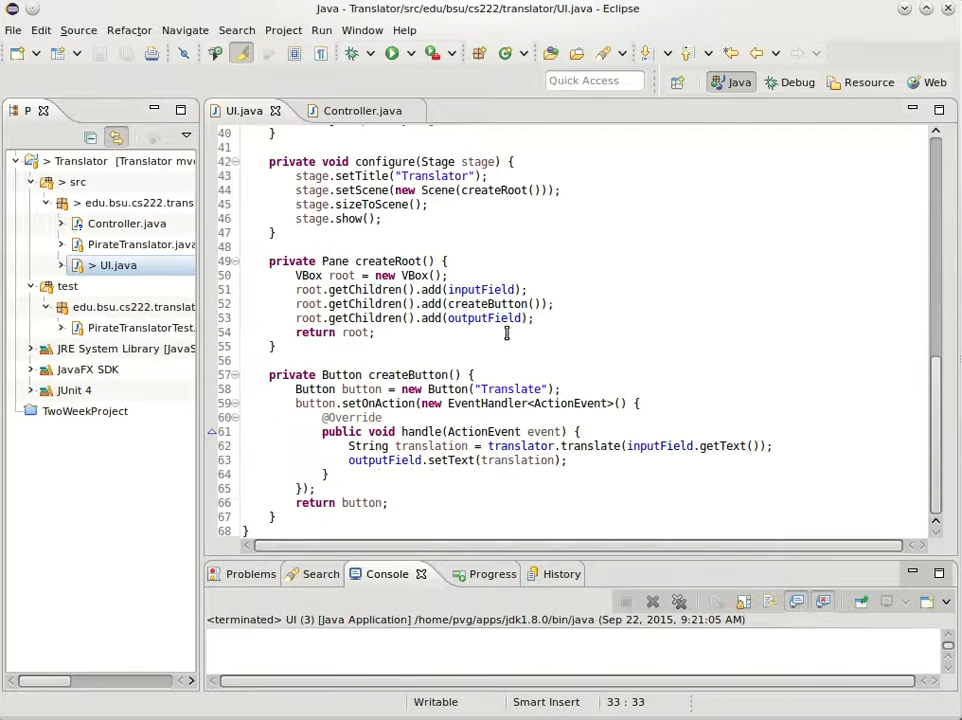 Java - Translator/src/edu/bsu/cs222/translator/UI.java - Eclipse
File Edit Source Refactor Navigate Search Project Run Window Help
Quick Access
Java Debug Resource Web
P
UI.java Controller.java
> Translator [Translator mve
> src
> edu.bsu.cs222.trans
Controller.java
PirateTranslator.java
> UI.java
test
edu.bsu.cs222.translat
PirateTranslatorTest.
JRE System Library [JavaS
JavaFX SDK
JUnit 4
TwoWeekProject
40 }
41
42 private void configure(Stage stage) {
43 stage.setTitle("Translator");
44 stage.setScene(new Scene(createRoot()));
45 stage.sizeToScene();
46 stage.show();
47 }
48
49 private Pane createRoot() {
50 VBox root = new VBox();
51 root.getChildren().add(inputField);
52 root.getChildren().add(createButton());
53 root.getChildren().add(outputField);
54 return root;
55 }
56
57 private Button createButton() {
58 Button button = new Button("Translate");
59 button.setOnAction(new EventHandler<ActionEvent>() {
60 @Override
61 public void handle(ActionEvent event) {
62 String translation = translator.translate(inputField.getText());
63 outputField.setText(translation);
64 }
65 });
66 return button;
67 }
68 }
Problems Search Console Progress History
<terminated> UI (3) [Java Application] /home/pvg/apps/jdk1.8.0/bin/java (Sep 22, 2015, 9:21:05 AM)
Writable Smart Insert 33 : 33